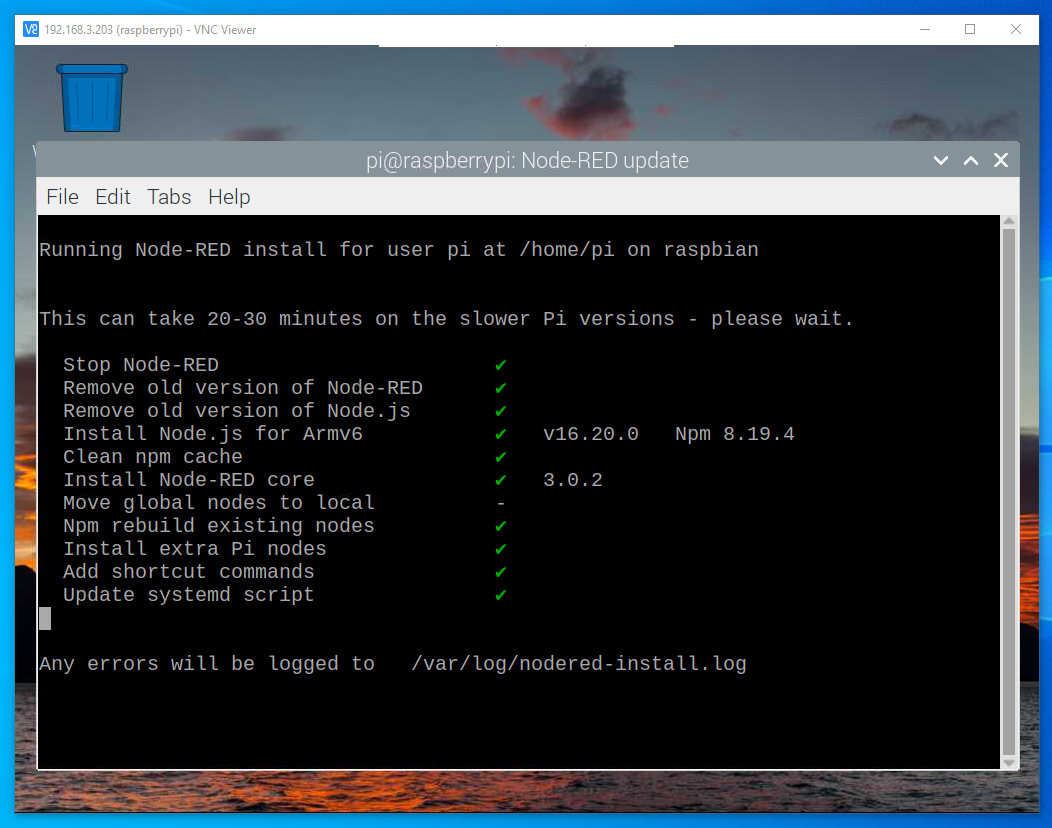 192.168.3.203 (raspberrypi) - VNC Viewer
pi@raspberrypi: Node-RED update
File Edit Tabs Help
Running Node-RED install for user pi at /home/pi on raspbian
This can take 20-30 minutes on the slower Pi versions - please wait.
Stop Node-RED ✔
Remove old version of Node-RED ✔
Remove old version of Node.js ✔
Install Node.js for Armv6 ✔ v16.20.0 Npm 8.19.4
Clean npm cache ✔
Install Node-RED core ✔ 3.0.2
Move global nodes to local -
Npm rebuild existing nodes ✔
Install extra Pi nodes ✔
Add shortcut commands ✔
Update systemd script ✔
Any errors will be logged to /var/log/nodered-install.log